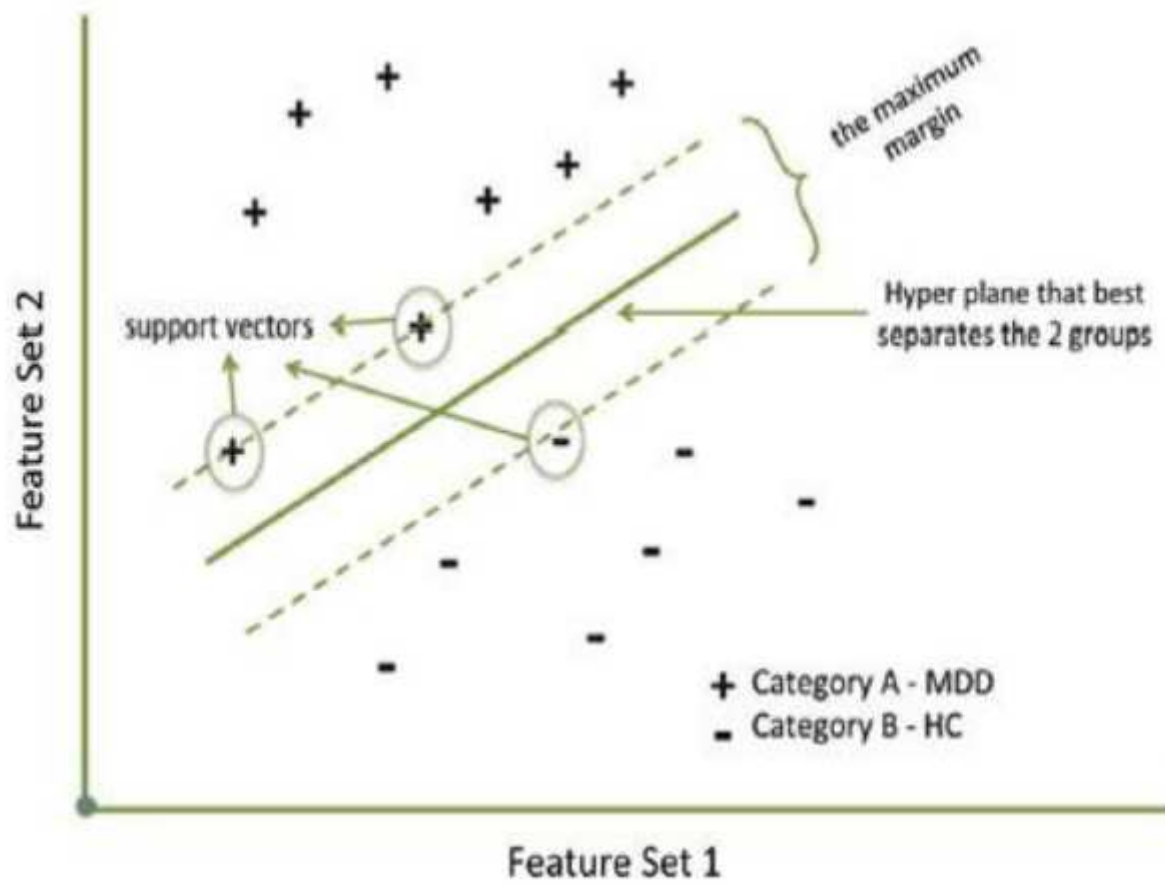 the maximum
margin
Feature Set 2
support vectors
Hyper plane that best
separates the 2 groups
+ Category A - MDD
- Category B - HC
Feature Set 1